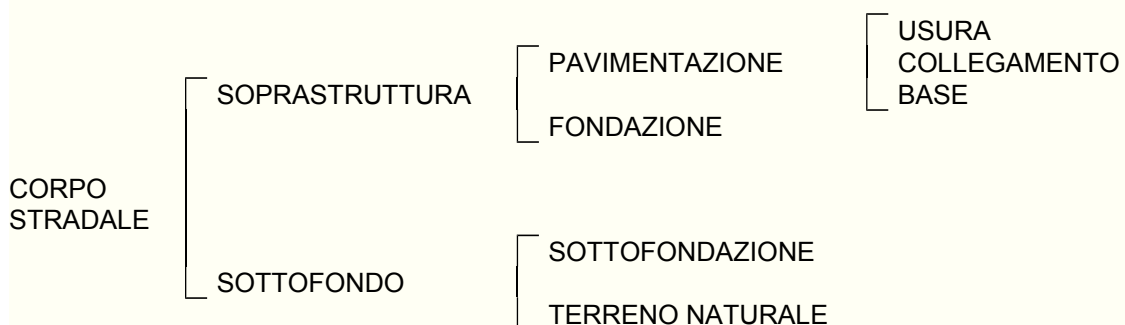 USURA
PAVIMENTAZIONE
COLLEGAMENTO
SOPRASTRUTTURA
BASE
FONDAZIONE
CORPO
STRADALE
SOTTOFONDAZIONE
SOTTOFONDO
TERRENO NATURALE